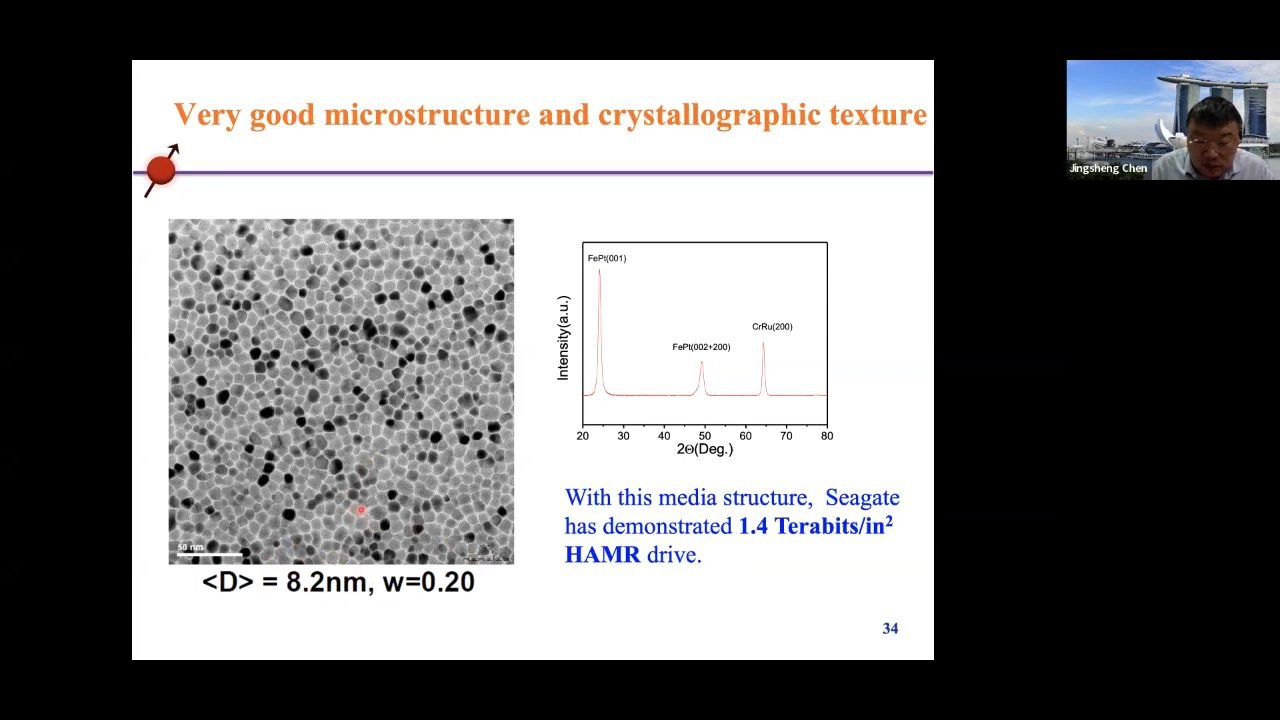 Very good microstructure and crystallographic texture
Jingsheng Chen
50 nm
<D> = 8.2nm, w=0.20
FePt(001)
FePt(002+200)
CrRu(200)
Intensity(a.u.)
20 30 40 50 60 70 80
2Θ(Deg.)
With this media structure, Seagate
has demonstrated 1.4 Terabits/in²
HAMR drive.
34